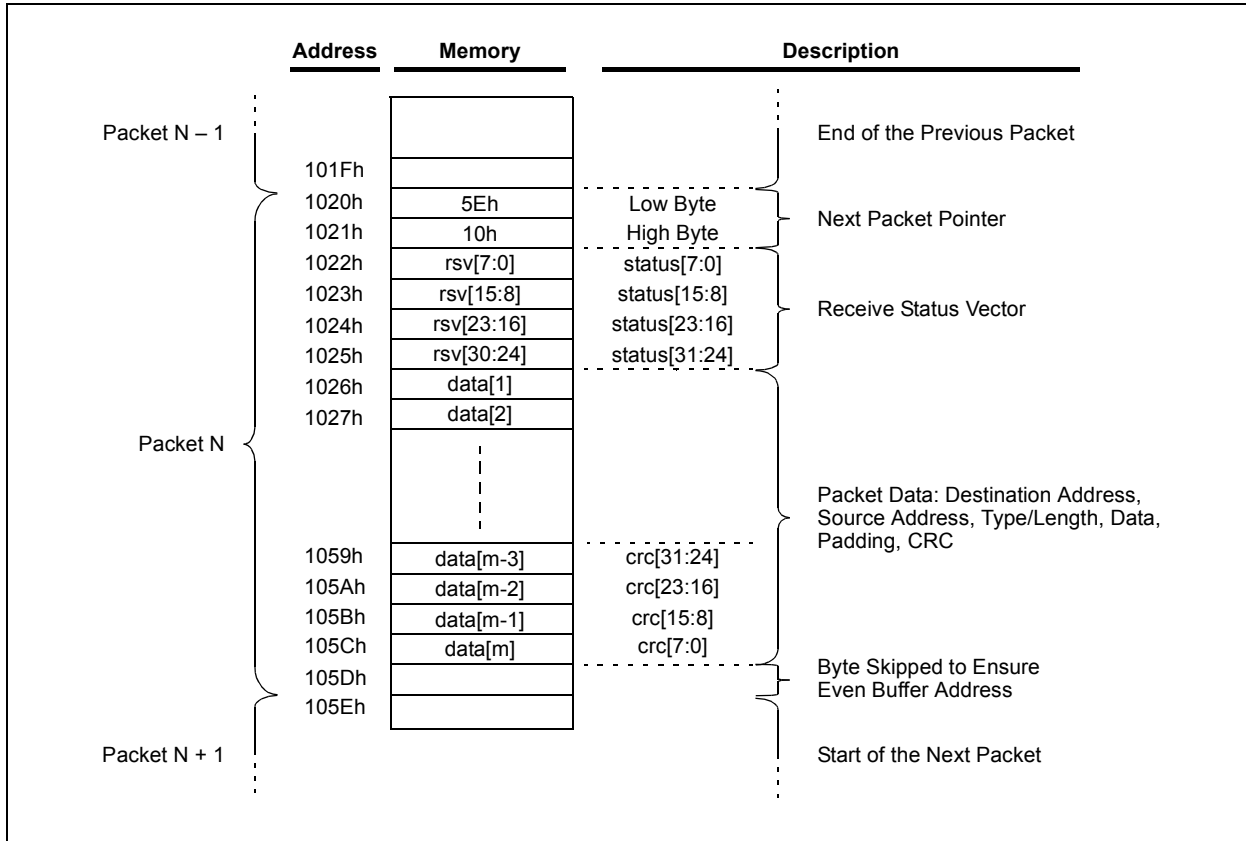 Address Memory Description
Packet N – 1 End of the Previous Packet
101Fh
1020h 5Eh Low Byte
Next Packet Pointer
1021h 10h High Byte
1022h rsv[7:0] status[7:0]
1023h rsv[15:8] status[15:8]
Receive Status Vector
1024h rsv[23:16] status[23:16]
1025h rsv[30:24] status[31:24]
1026h data[1]
1027h data[2]
Packet N
Packet Data: Destination Address,
Source Address, Type/Length, Data,
Padding, CRC
1059h data[m-3] crc[31:24]
105Ah data[m-2] crc[23:16]
105Bh data[m-1] crc[15:8]
105Ch data[m] crc[7:0]
Byte Skipped to Ensure
Even Buffer Address
105Dh
105Eh
Packet N + 1 Start of the Next Packet